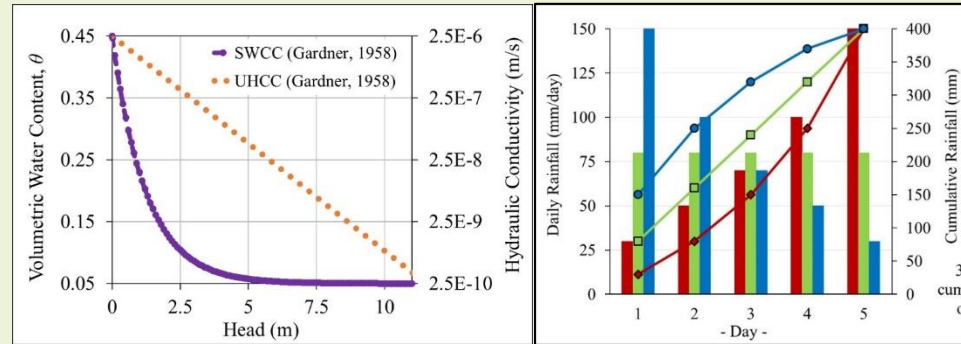 0.45
0.35
0.25
0.15
0.05
Volumetric Water Content, θ
SWCC (Gardner, 1958)
UHCC (Gardner, 1958)
2.5E-6
2.5E-7
2.5E-8
2.5E-9
2.5E-10
Hydraulic Conductivity (m/s)
0
2.5
5
7.5
10
Head (m)
150
125
100
75
50
25
0
Daily Rainfall (mm/day)
400
350
300
250
200
150
100
50
0
Cumulative Rainfall (mm)
1
2
3
4
5
- Day -
3
cum
o